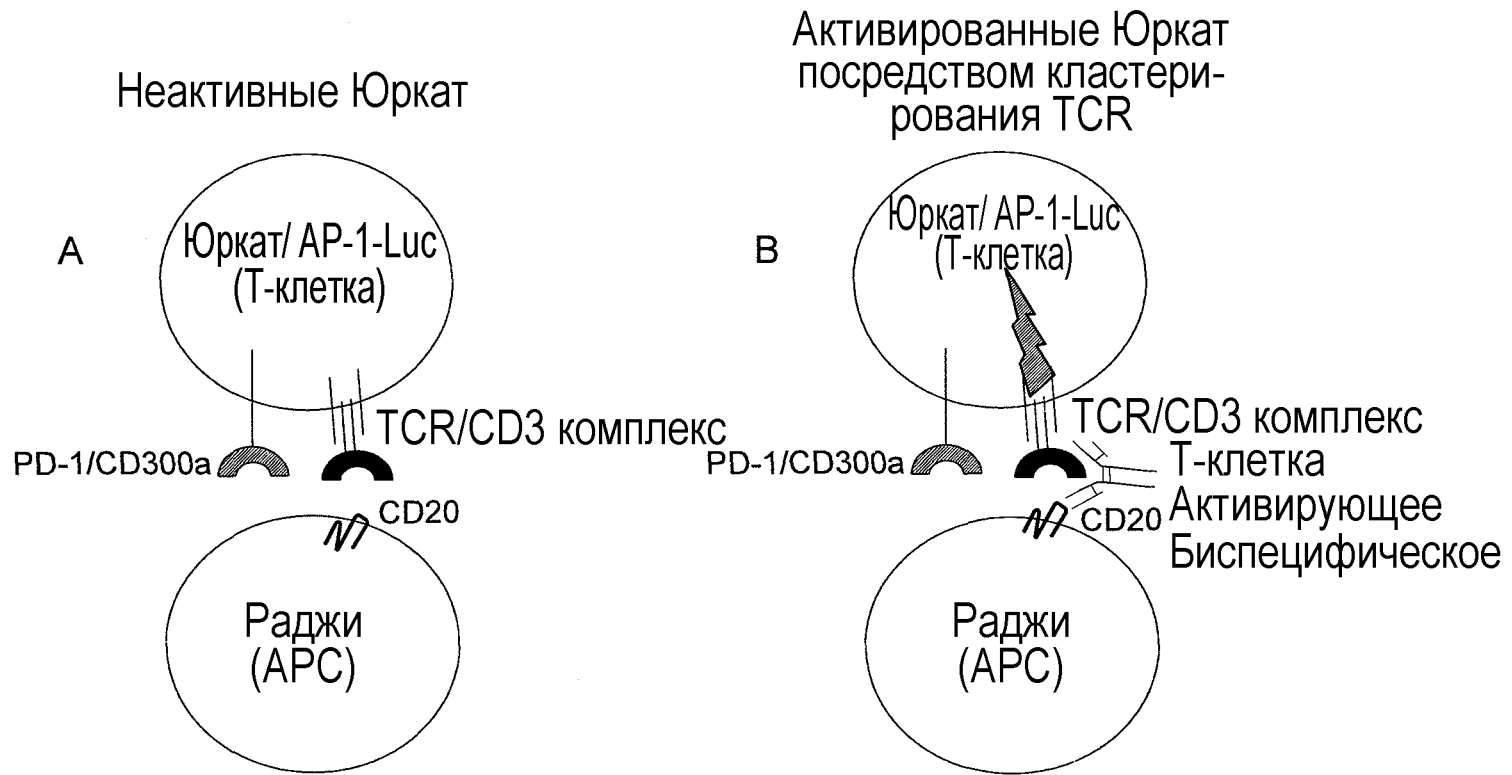 Неактивные Юркат
A
Юркат/ AP-1-Luc
(Т-клетка)
TCR/CD3 комплекс
PD-1/CD300a
CD20
Раджи
(APC)
Активированные Юркат
посредством кластери-
рования TCR
B
Юркат/ AP-1-Luc
(Т-клетка)
TCR/CD3 комплекс
PD-1/CD300a
Т-клетка
CD20
Активирующее
Биспецифическое
Раджи
(APC)